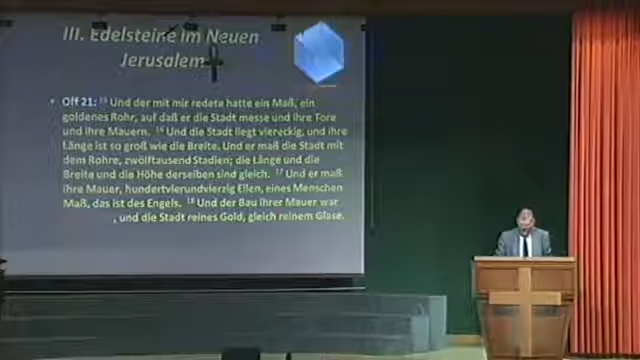 III. Edelsteine im Neuen
Jerusalem
• Off 21: 15 Und der mit mir redete hatte ein Maß, ein
goldenes Rohr, auf daß er die Stadt messe und ihre Tore
und ihre Mauern. 16 Und die Stadt liegt viereckig, und ihre
Länge ist so groß wie die Breite. Und er maß die Stadt mit
dem Rohre, zwölftausend Stadien; die Länge und die
Breite und die Höhe derselben sind gleich. 17 Und er maß
ihre Mauer, hundertvierundvierzig Ellen, eines Menschen
Maß, das ist des Engels. 18 Und der Bau ihrer Mauer war
, und die Stadt reines Gold, gleich reinem Glase.